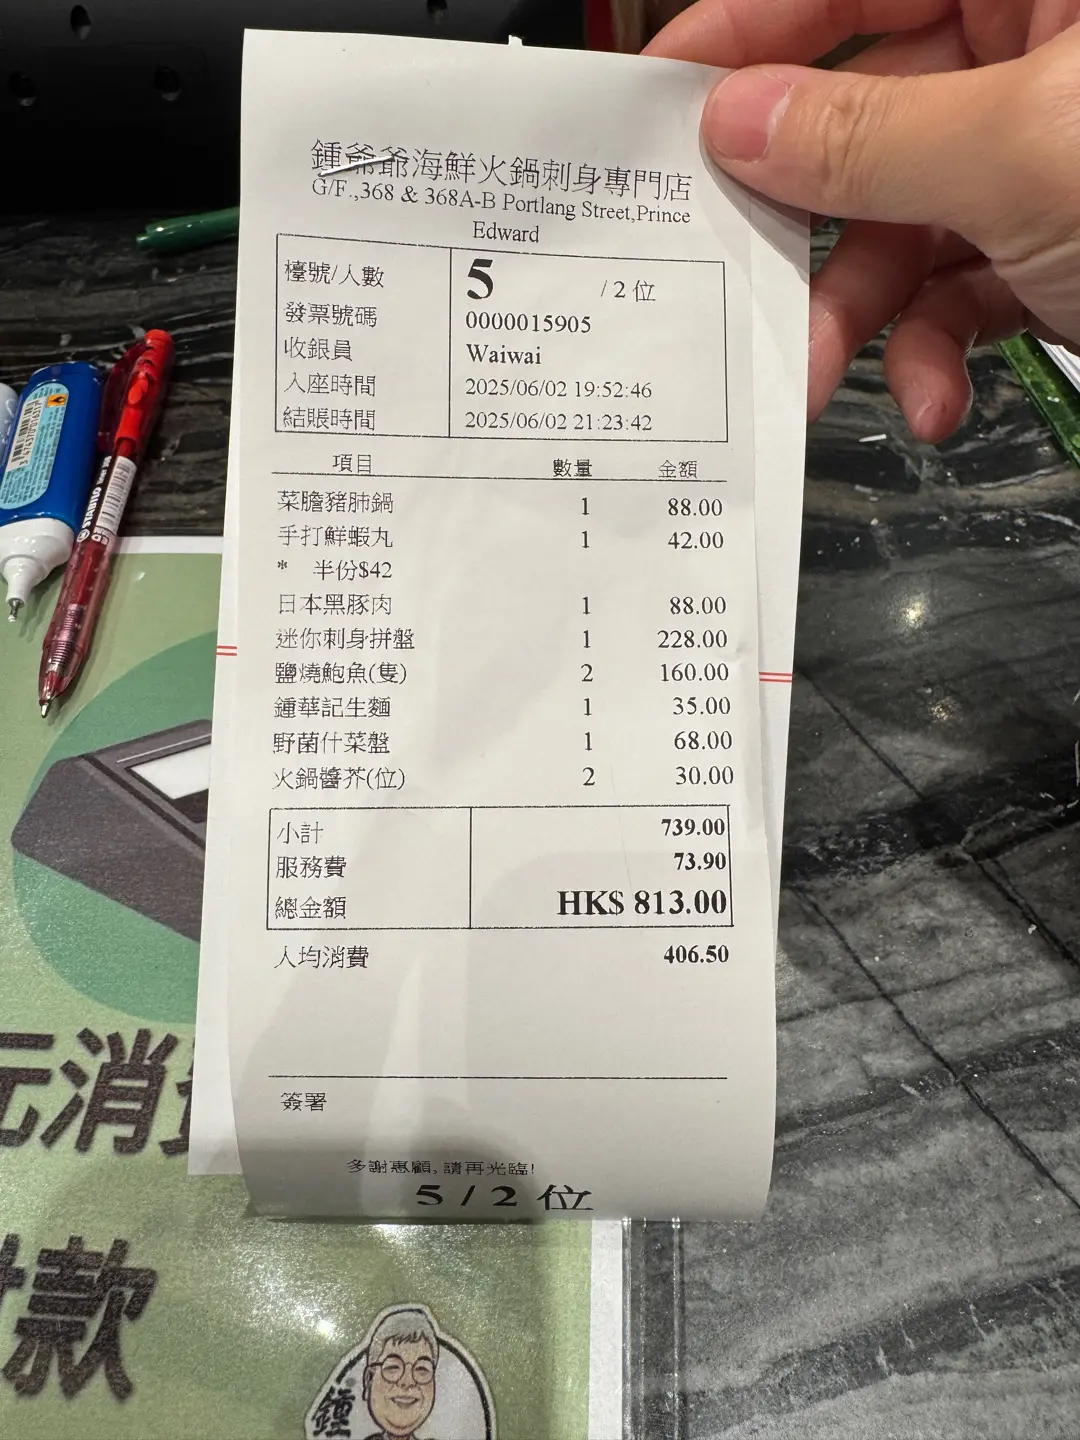 鍾爺爺海鮮火鍋刺身專門店
G/F.,368 & 368A-B Portlang Street,Prince
Edward
檯號/人數 5 / 2 位
發票號碼 0000015905
收銀員 Waiwai
入座時間 2025/06/02 19:52:46
結賬時間 2025/06/02 21:23:42
項目 數量 金額
菜膽豬肺鍋 1 88.00
手打鮮蝦丸 1 42.00
* 半份$42
日本黑豚肉 1 88.00
迷你刺身拼盤 1 228.00
鹽燒鮑魚(隻) 2 160.00
鍾華記生麵 1 35.00
野菌什菜盤 1 68.00
火鍋醬芥(位) 2 30.00
小計 739.00
服務費 73.90
總金額 HK$ 813.00
人均消費 406.50
簽署
多謝惠顧, 請再光臨!
5 / 2 位
元消
款
鍾
STABILO